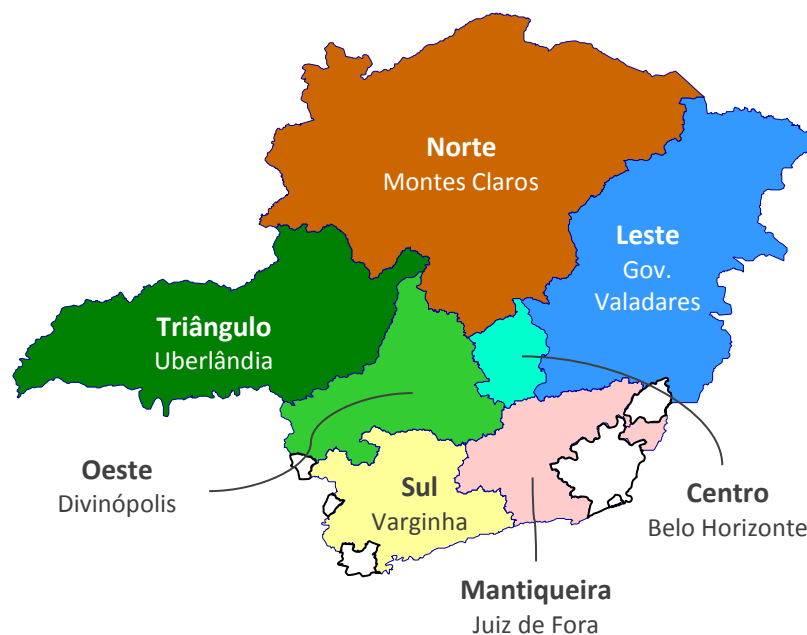 Norte
Montes Claros
Leste
Gov.
Valadares
Triângulo
Uberlândia
Oeste
Divinópolis
Sul
Varginha
Centro
Belo Horizonte
Mantiqueira
Juiz de Fora